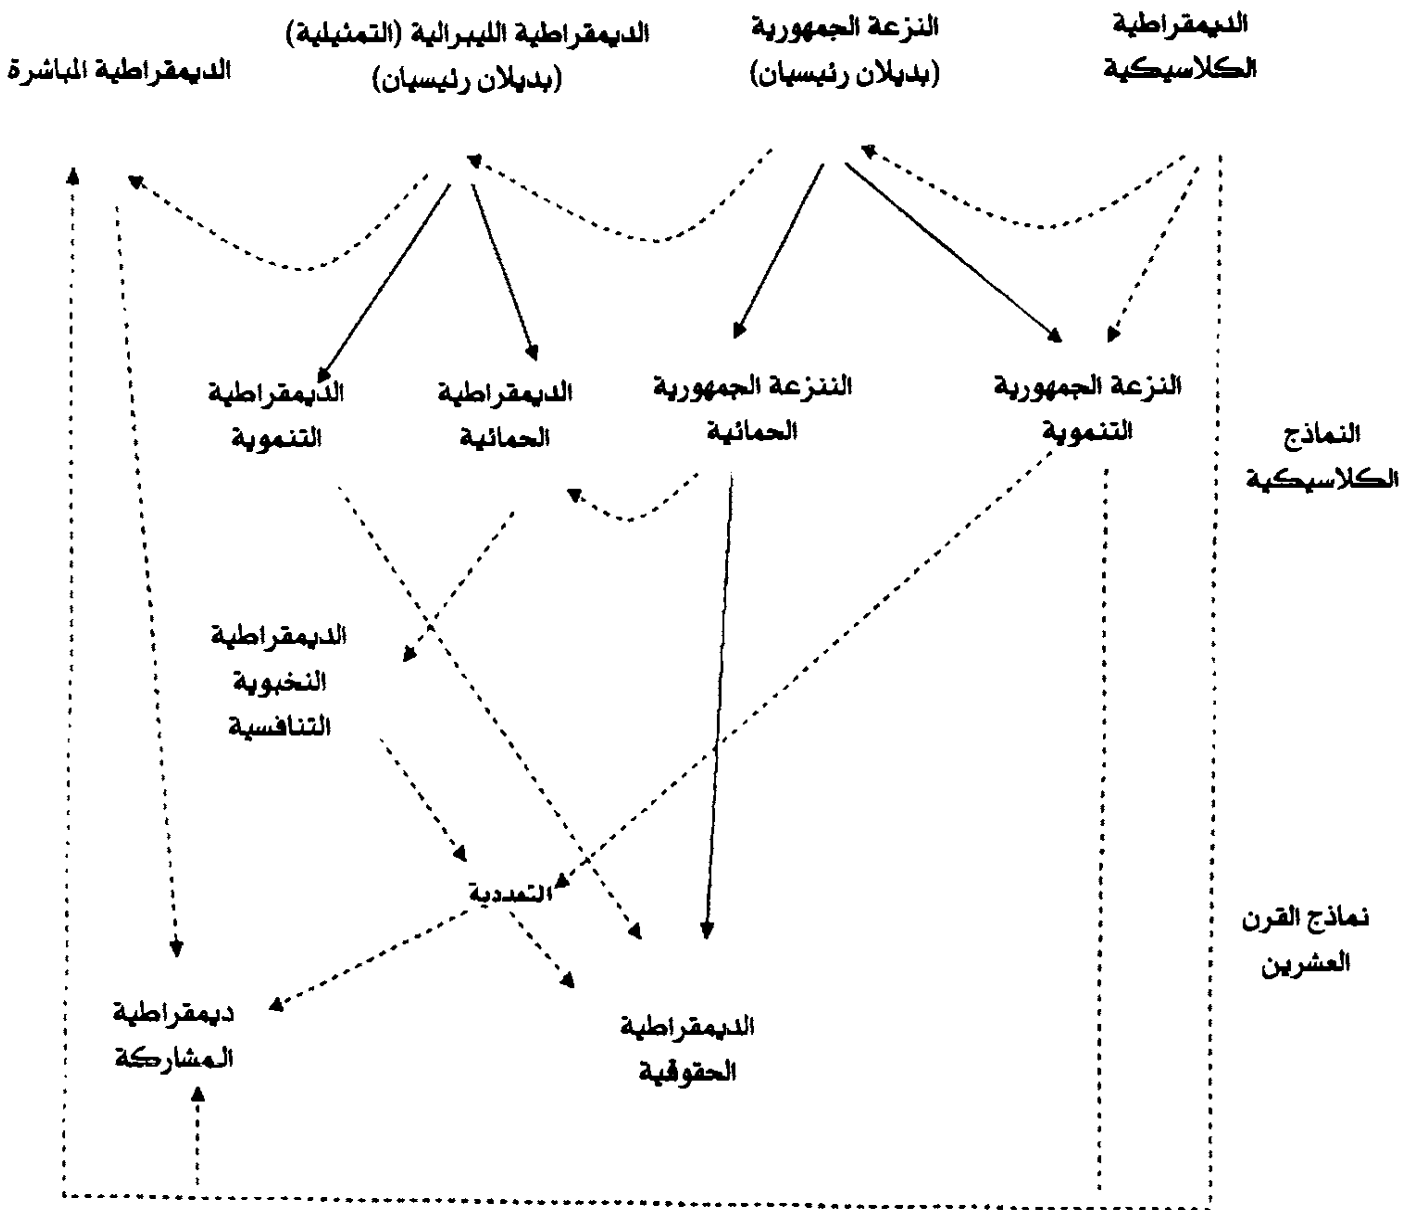 الديمقراطية
الكلاسيكية
النزعة الجمهورية
(بديلان رئيسيان)
الديمقراطية الليبرالية (التمثيلية)
(بديلان رئيسيان)
الديمقراطية المباشرة
النماذج
الكلاسيكية
النزعة الجمهورية
التنموية
الننزعة الجمهورية
الحمائية
الديمقراطية
الحمائية
الديمقراطية
التنموية
الديمقراطية
النخبوية
التنافسية
التعددية
نماذج القرن
العشرين
الديمقراطية
الحقوقية
ديمقراطية
المشاركة